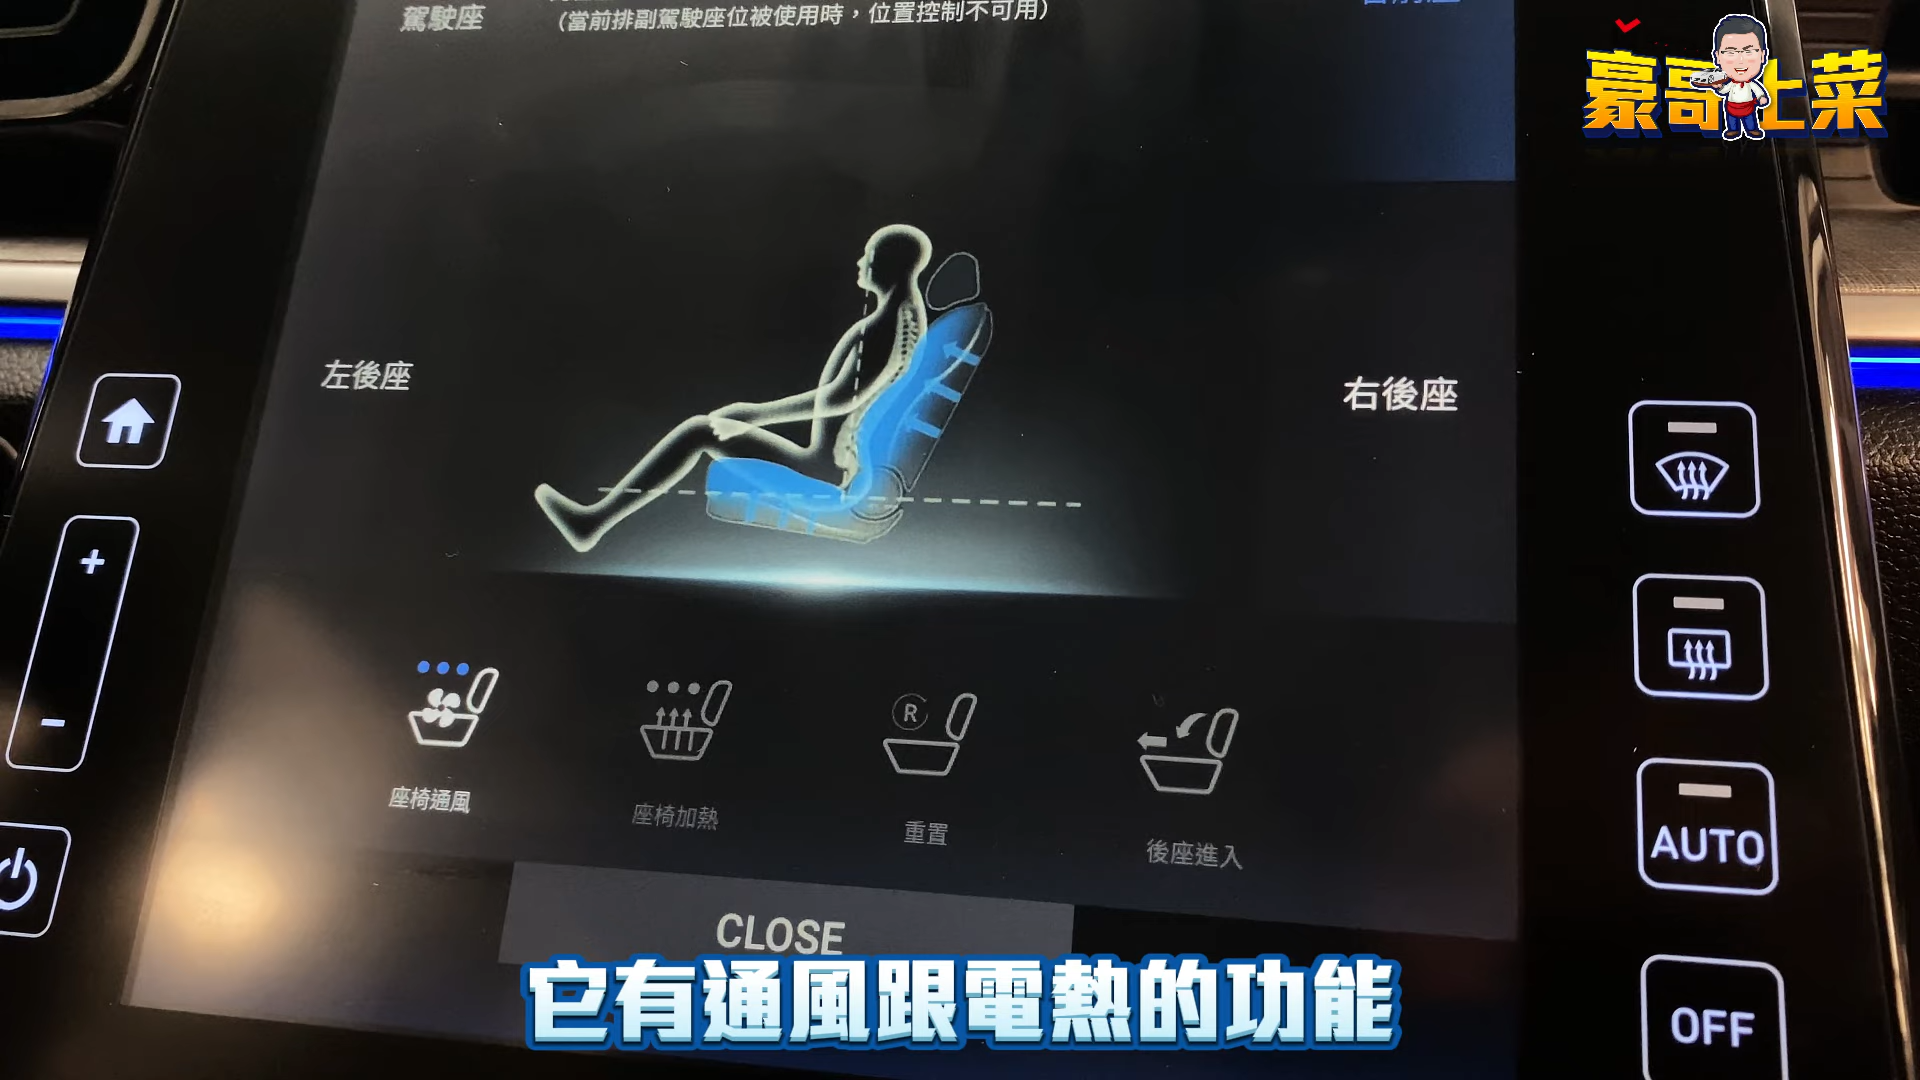 駕駛座
（當前排副駕駛座位被使用時，位置控制不可用）
豪哥上菜
左後座
右後座
+
-
R
座椅通風
座椅加熱
重置
後座進入
AUTO
CLOSE
OFF
它有通風跟電熱的功能